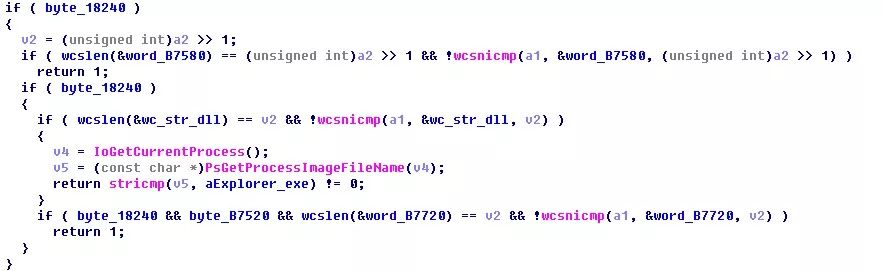 if ( byte_18240 )
{
v2 = (unsigned int)a2 >> 1;
if ( wcslen(&word_B7580) == (unsigned int)a2 >> 1 && !wcsnicmp(a1, &word_B7580, (unsigned int)a2 >> 1) )
return 1;
if ( byte_18240 )
{
if ( wcslen(&wc_str_dll) == v2 && !wcsnicmp(a1, &wc_str_dll, v2) )
{
v4 = IoGetCurrentProcess();
v5 = (const char *)PsGetProcessImageFileName(v4);
return stricmp(v5, aExplorer_exe) != 0;
}
if ( byte_18240 && byte_B7520 && wcslen(&word_B7720) == v2 && !wcsnicmp(a1, &word_B7720, v2) )
return 1;
}
}